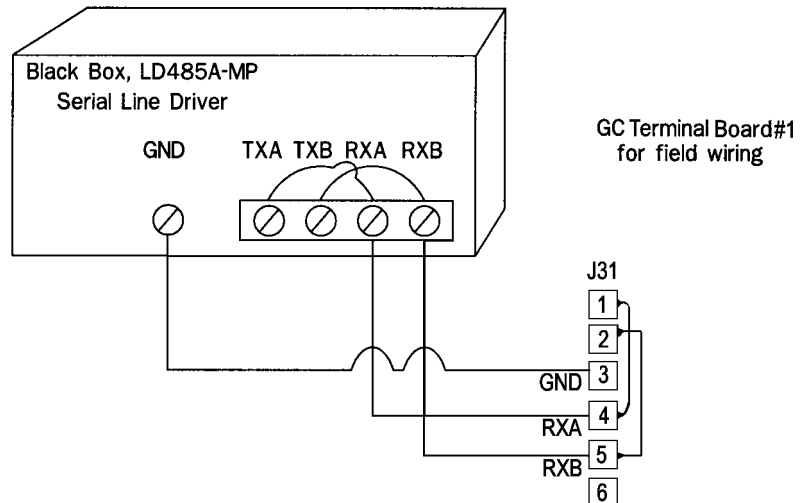 Black Box, LD485A-MP
Serial Line Driver
GND TXA TXB RXA RXB
GC Terminal Board#1
for field wiring
J31
1
2
GND 3
RXA 4
RXB 5
6